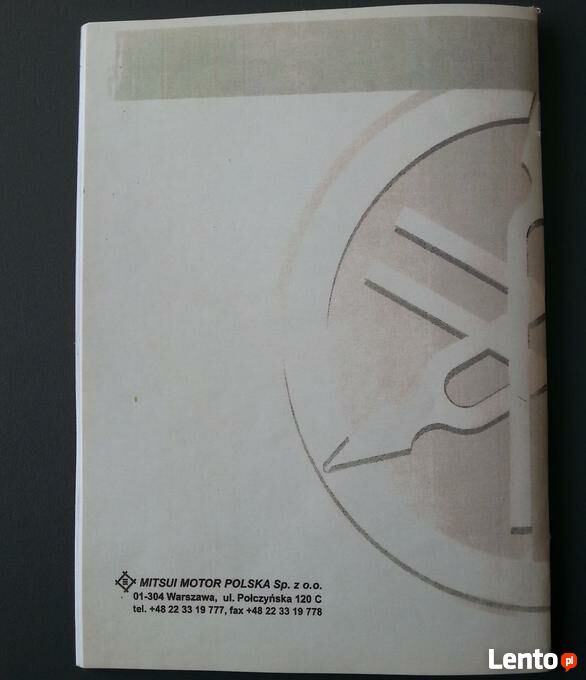 MITSUI MOTOR POLSKA Sp. z o.o.
01-304 Warszawa, ul. Połczyńska 120 C
tel. +48 22 33 19 777, fax +48 22 33 19 778
Lento.pl